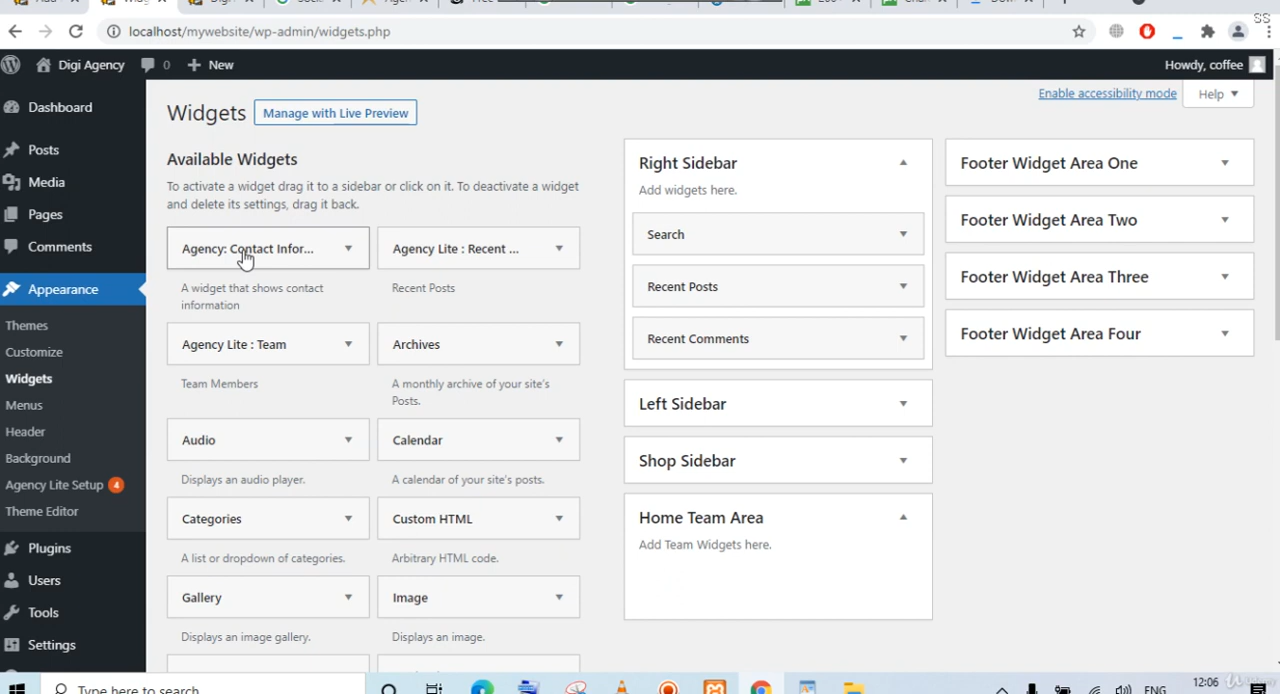 localhost/mywebsite/wp-admin/widgets.php
SS
Digi Agency
0
New
Howdy, coffee
Dashboard
Posts
Media
Pages
Comments
Appearance
Themes
Customize
Widgets
Menus
Header
Background
Agency Lite Setup 4
Theme Editor
Plugins
Users
Tools
Settings
Enable accessibility mode
Help
Widgets
Manage with Live Preview
Available Widgets
To activate a widget drag it to a sidebar or click on it. To deactivate a widget
and delete its settings, drag it back.
Agency: Contact Infor...
A widget that shows contact
information
Agency Lite : Recent ...
Recent Posts
Agency Lite : Team
Team Members
Archives
A monthly archive of your site's
Posts.
Audio
Displays an audio player.
Calendar
A calendar of your site's posts.
Categories
A list or dropdown of categories.
Custom HTML
Arbitrary HTML code.
Gallery
Displays an image gallery.
Image
Displays an image.
Right Sidebar
Add widgets here.
Search
Recent Posts
Recent Comments
Left Sidebar
Shop Sidebar
Home Team Area
Add Team Widgets here.
Footer Widget Area One
Footer Widget Area Two
Footer Widget Area Three
Footer Widget Area Four
Type here to search
ENG
12:06